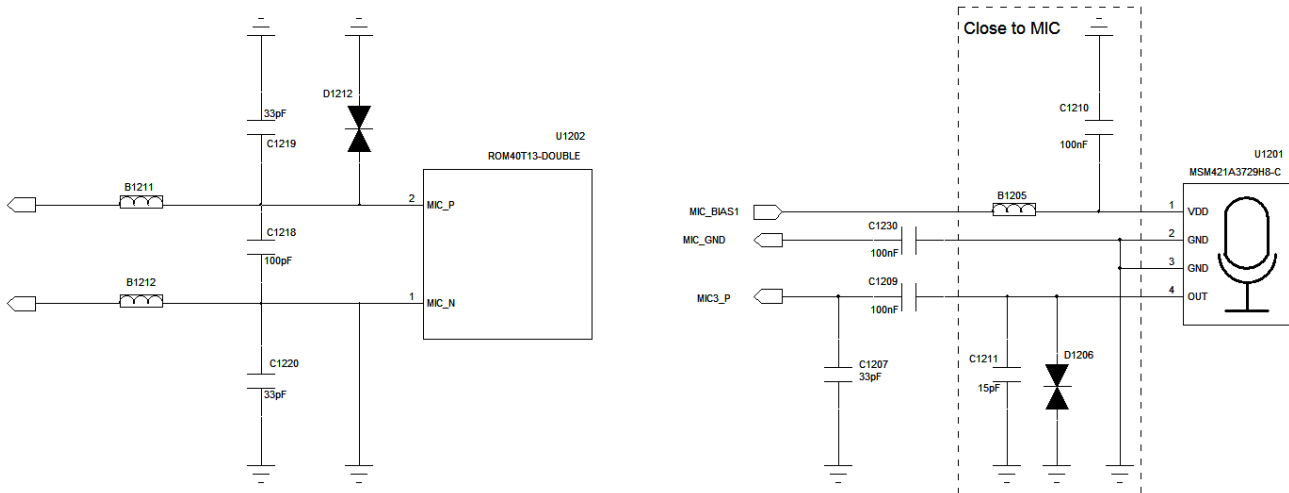 D1212
33pF
C1219
U1202
ROM40T13-DOUBLE
B1211
2
MIC_P
C1218
100pF
B1212
1
MIC_N
C1220
33pF
Close to MIC
C1210
100nF
U1201
MSM421A3729H8-C
B1205
MIC_BIAS1
1
VDD
C1230
MIC_GND
100nF
2
GND
3
GND
C1209
MIC3_P
100nF
4
OUT
C1207
33pF
C1211
15pF
D1206